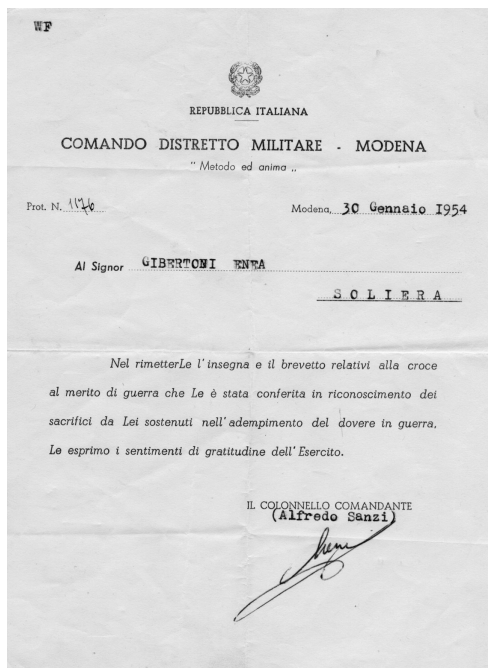 WF
REPUBBLICA ITALIANA
COMANDO DISTRETTO MILITARE - MODENA
" Metodo ed anima „
Prot. N. 1176 Modena, 30 Gennaio 1954
Al Signor GIBERTONI ENEA
SOLIERA
Nel rimetterLe l'insegna e il brevetto relativi alla croce
al merito di guerra che Le è stata conferita in riconoscimento dei
sacrifici da Lei sostenuti nell'adempimento del dovere in guerra,
Le esprimo i sentimenti di gratitudine dell'Esercito.
IL COLONNELLO COMANDANTE
(Alfredo Sanzi)